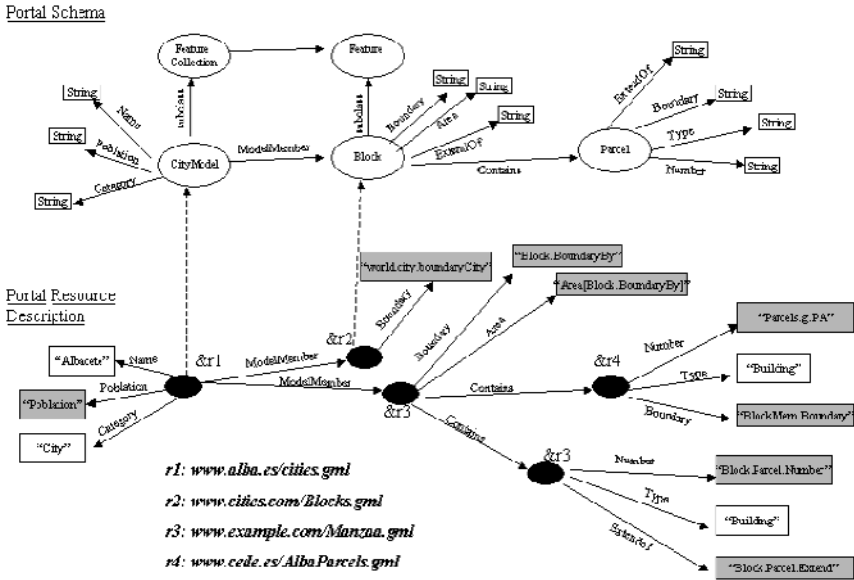 Portal Schema
Feature
Collection
Feature
String
String
String
Name
Poblation
Category
subclass
subclass
CityModel
ModelMember
Block
String
String
String
Boundary
Area
ExtendOf
Contains
Parcel
String
String
String
String
ExtendOf
Boundary
Type
Number
Portal Resource
Description
"world.city.boundaryCity"
"Block.BoundaryBy"
"Area[Block.BoundaryBy]"
"Albacete"
"Poblation"
"City"
Name
Poblation
Category
&r1
ModelMember
ModelMember
&r2
Boundary
&r3
Boundary
Area
Contains
Contains
&r4
Number
Type
Boundary
"Parcels.g.PA"
"Building"
"BlockMem.Boundary"
&r3
Number
Type
"Block.Parcel.Number"
"Building"
"Block.Parcel.Extend"
r1: www.alba.es/cities.gml
r2: www.cities.com/Blocks.gml
r3: www.example.com/Manzaa.gml
r4: www.cede.es/AlbaParcels.gml